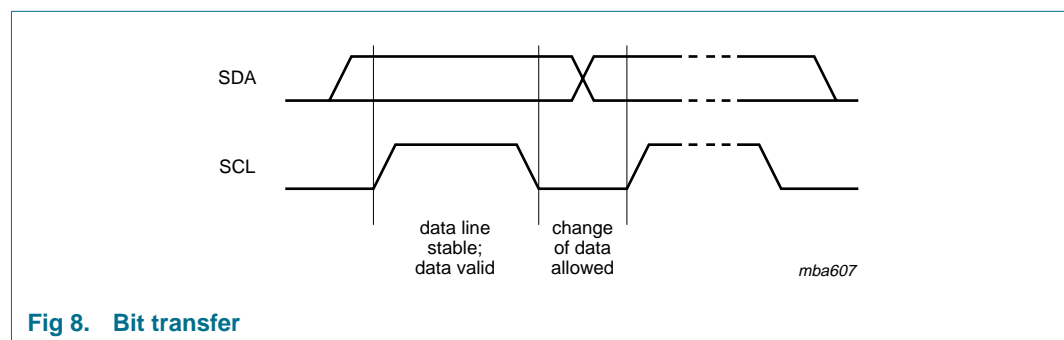 SDA
SCL
data line
stable;
data valid
change
of data
allowed
mba607
Fig 8. Bit transfer